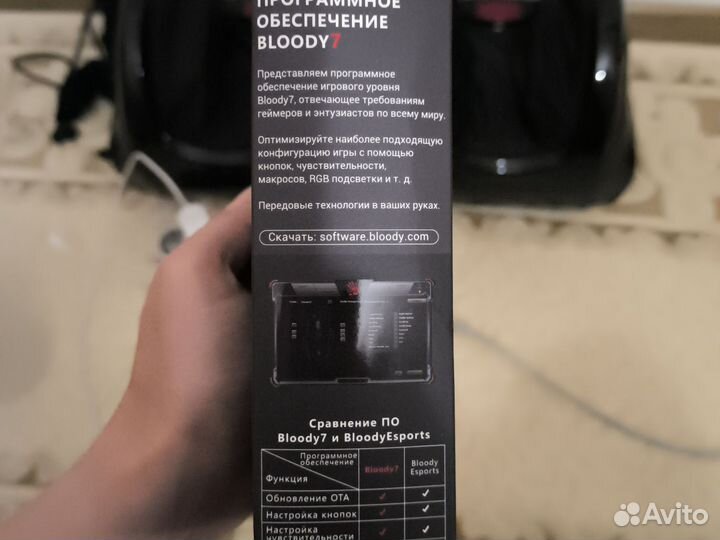 ПРОГРАММНОЕ
ОБЕСПЕЧЕНИЕ
BLOODY7
Представляем программное
обеспечение игрового уровня
Bloody7, отвечающее требованиям
геймеров и энтузиастов по всему миру.
Оптимизируйте наиболее подходящую
конфигурацию игры с помощью
кнопок, чувствительности,
макросов, RGB подсветки и т. д.
Передовые технологии в ваших руках.
Скачать: software.bloody.com
Сравнение ПО
Bloody7 и BloodyEsports
Программное
обеспечение
Функция
Bloody7
Bloody
Esports
Обновление OTA ✓ ✓
Настройка кнопок ✓ ✓
Настройка
чувствительности ✓ ✓
Avito